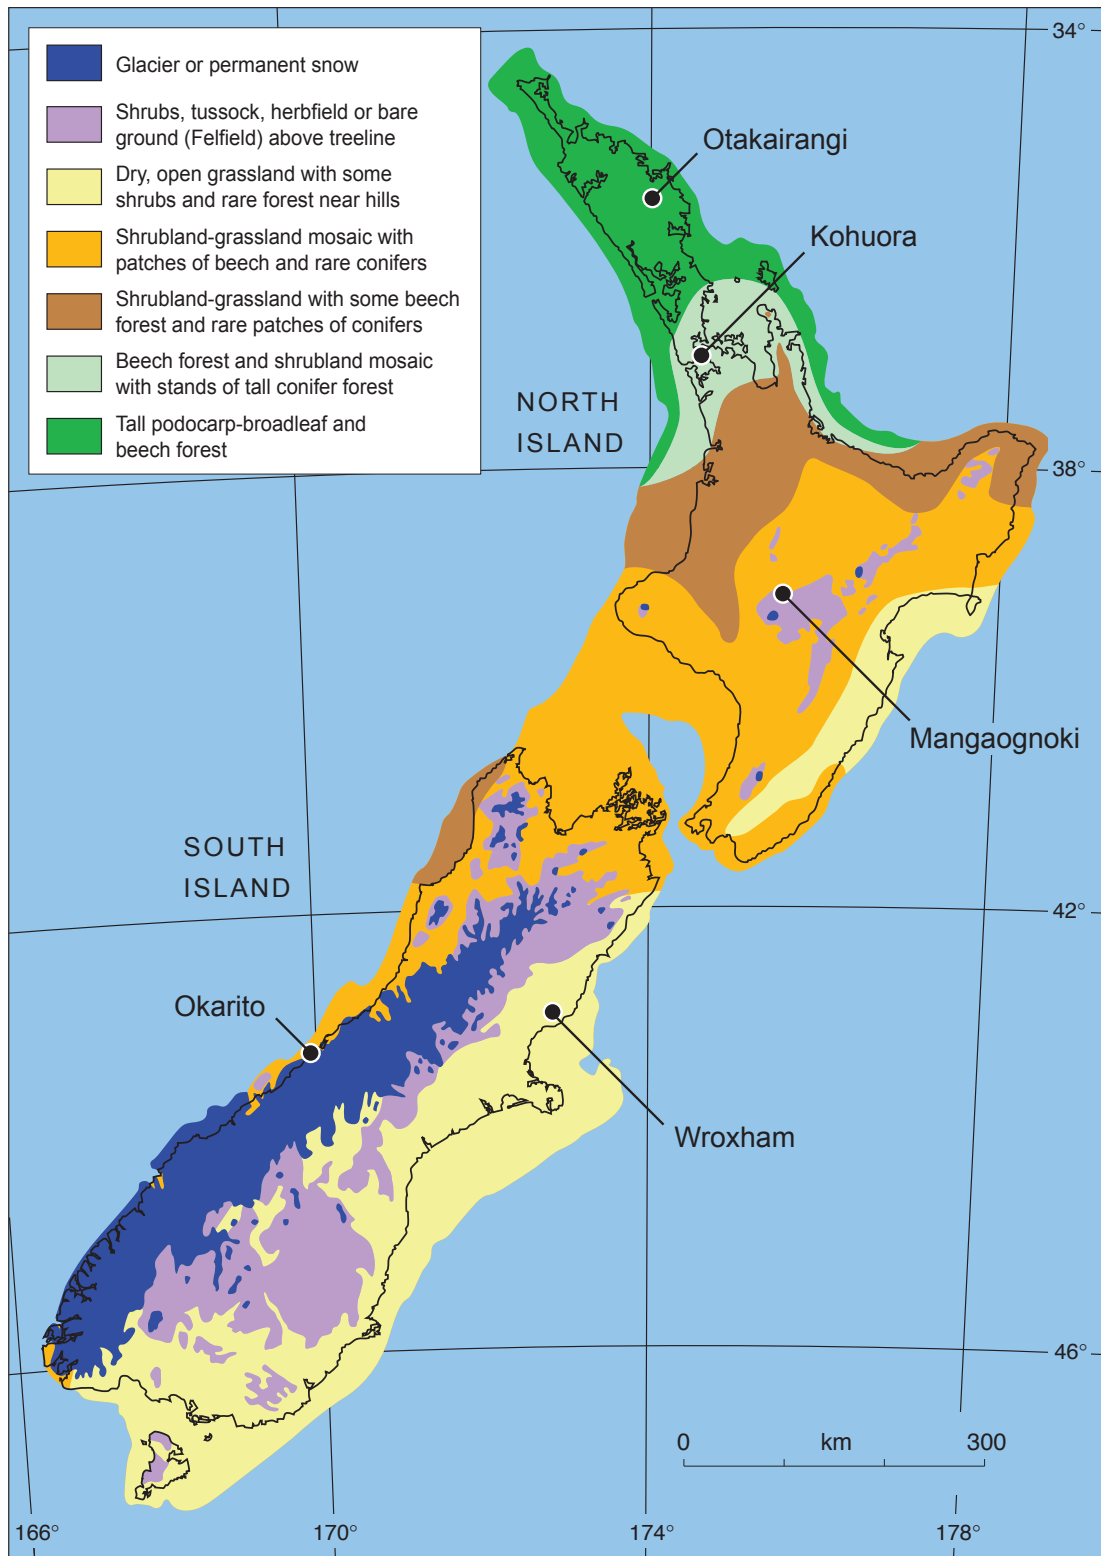 Glacier or permanent snow
Shrubs, tussock, herbfield or bare
ground (Felfield) above treeline
Dry, open grassland with some
shrubs and rare forest near hills
Shrubland-grassland mosaic with
patches of beech and rare conifers
Shrubland-grassland with some beech
forest and rare patches of conifers
Beech forest and shrubland mosaic
with stands of tall conifer forest
Tall podocarp-broadleaf and
beech forest
34°
Otakairangi
Kohuora
NORTH
ISLAND
38°
Mangaognoki
SOUTH
ISLAND
42°
Okarito
Wroxham
46°
0 km 300
166° 170° 174° 178°